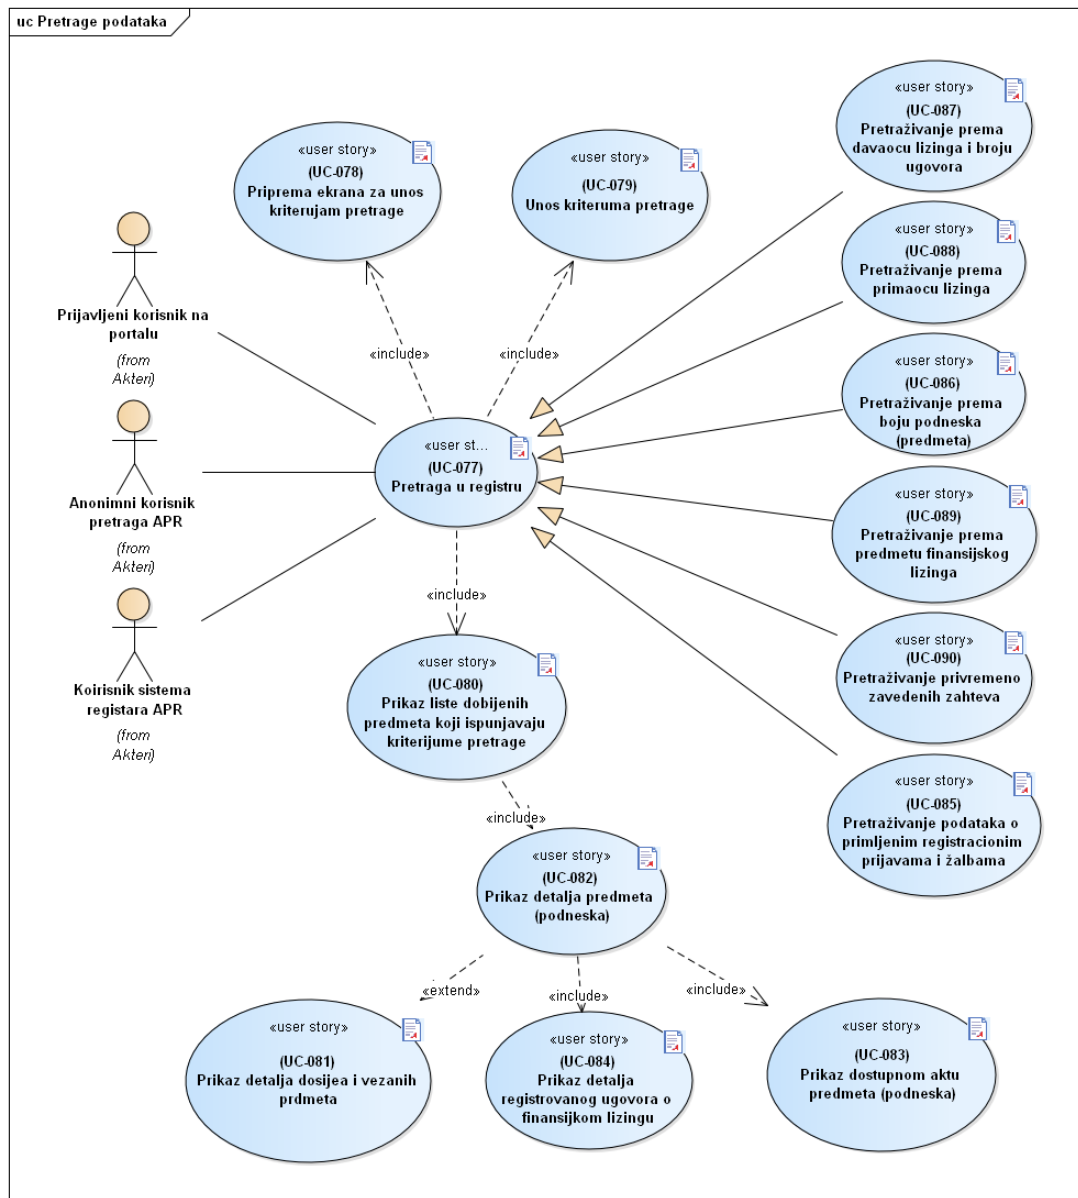 uc Pretrage podataka
«user story»
(UC-078)
Priprema ekrana za unos
kriterujam pretrage
«user story»
(UC-079)
Unos kriteruma pretrage
«user story»
(UC-087)
Pretraživanje prema
davaocu lizinga i broju
ugovora
«user story»
(UC-088)
Pretraživanje prema
primaocu lizinga
Prijavljeni korisnik na
portalu
(from
Akteri)
«include»
«include»
«user story»
(UC-086)
Pretraživanje prema
boju podneska
(predmeta)
Anonimni korisnik
pretraga APR
(from
Akteri)
«user st...
(UC-077)
Pretraga u registru
«user story»
(UC-089)
Pretraživanje prema
predmetu finansijskog
lizinga
«include»
Koirisnik sistema
registara APR
(from
Akteri)
«user story»
(UC-080)
Prikaz liste dobijenih
predmeta koji ispunjavaju
kriterijume pretrage
«user story»
(UC-090)
Pretraživanje privremeno
zavedenih zahteva
«user story»
(UC-085)
Pretraživanje podataka o
primljenim registracionim
prijavama i žalbama
«include»
«user story»
(UC-082)
Prikaz detalja predmeta
(podneska)
«extend»
«include»
«include»
«user story»
(UC-081)
Prikaz detalja dosijea i vezanih
prdmeta
«user story»
(UC-084)
Prikaz detalja
registrovanog ugovora o
finansijkom lizingu
«user story»
(UC-083)
Prikaz dostupnom aktu
predmeta (podneska)